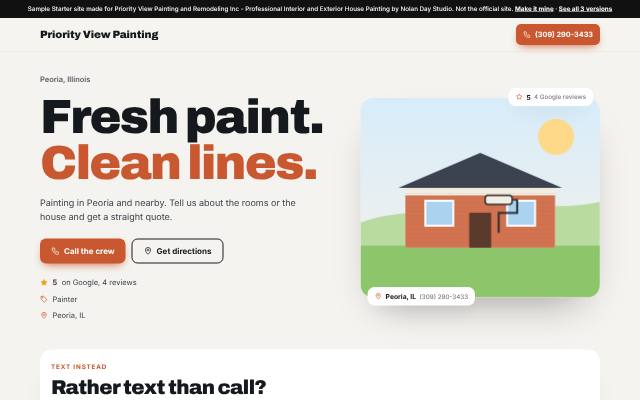 Sample Starter site made for Priority View Painting and Remodeling Inc - Professional Interior and Exterior House Painting by Nolan Day Studio. Not the official site. Make it mine · See all 3 versions
Priority View Painting
(309) 290-3433
Peoria, Illinois
Fresh paint.
Clean lines.
Painting in Peoria and nearby. Tell us about the rooms or the
house and get a straight quote.
Call the crew
Get directions
5 on Google, 4 reviews
Painter
Peoria, IL
5 4 Google reviews
Peoria, IL (309) 290-3433
TEXT INSTEAD
Rather text than call?